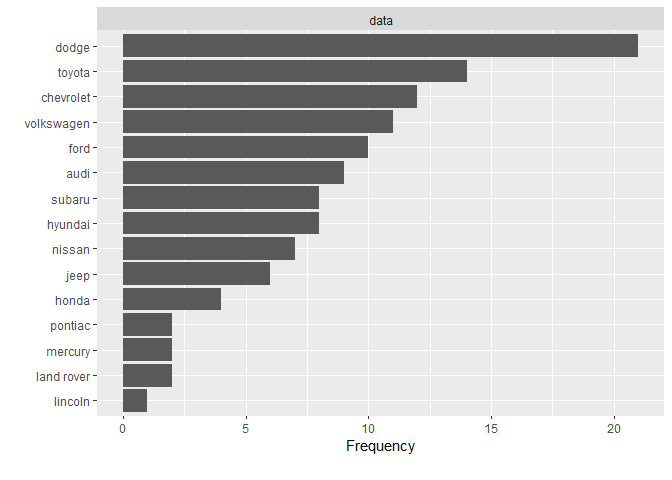 data
dodge
toyota
chevrolet
volkswagen
ford
audi
subaru
hyundai
nissan
jeep
honda
pontiac
mercury
land rover
lincoln
0 5 10 15 20
Frequency